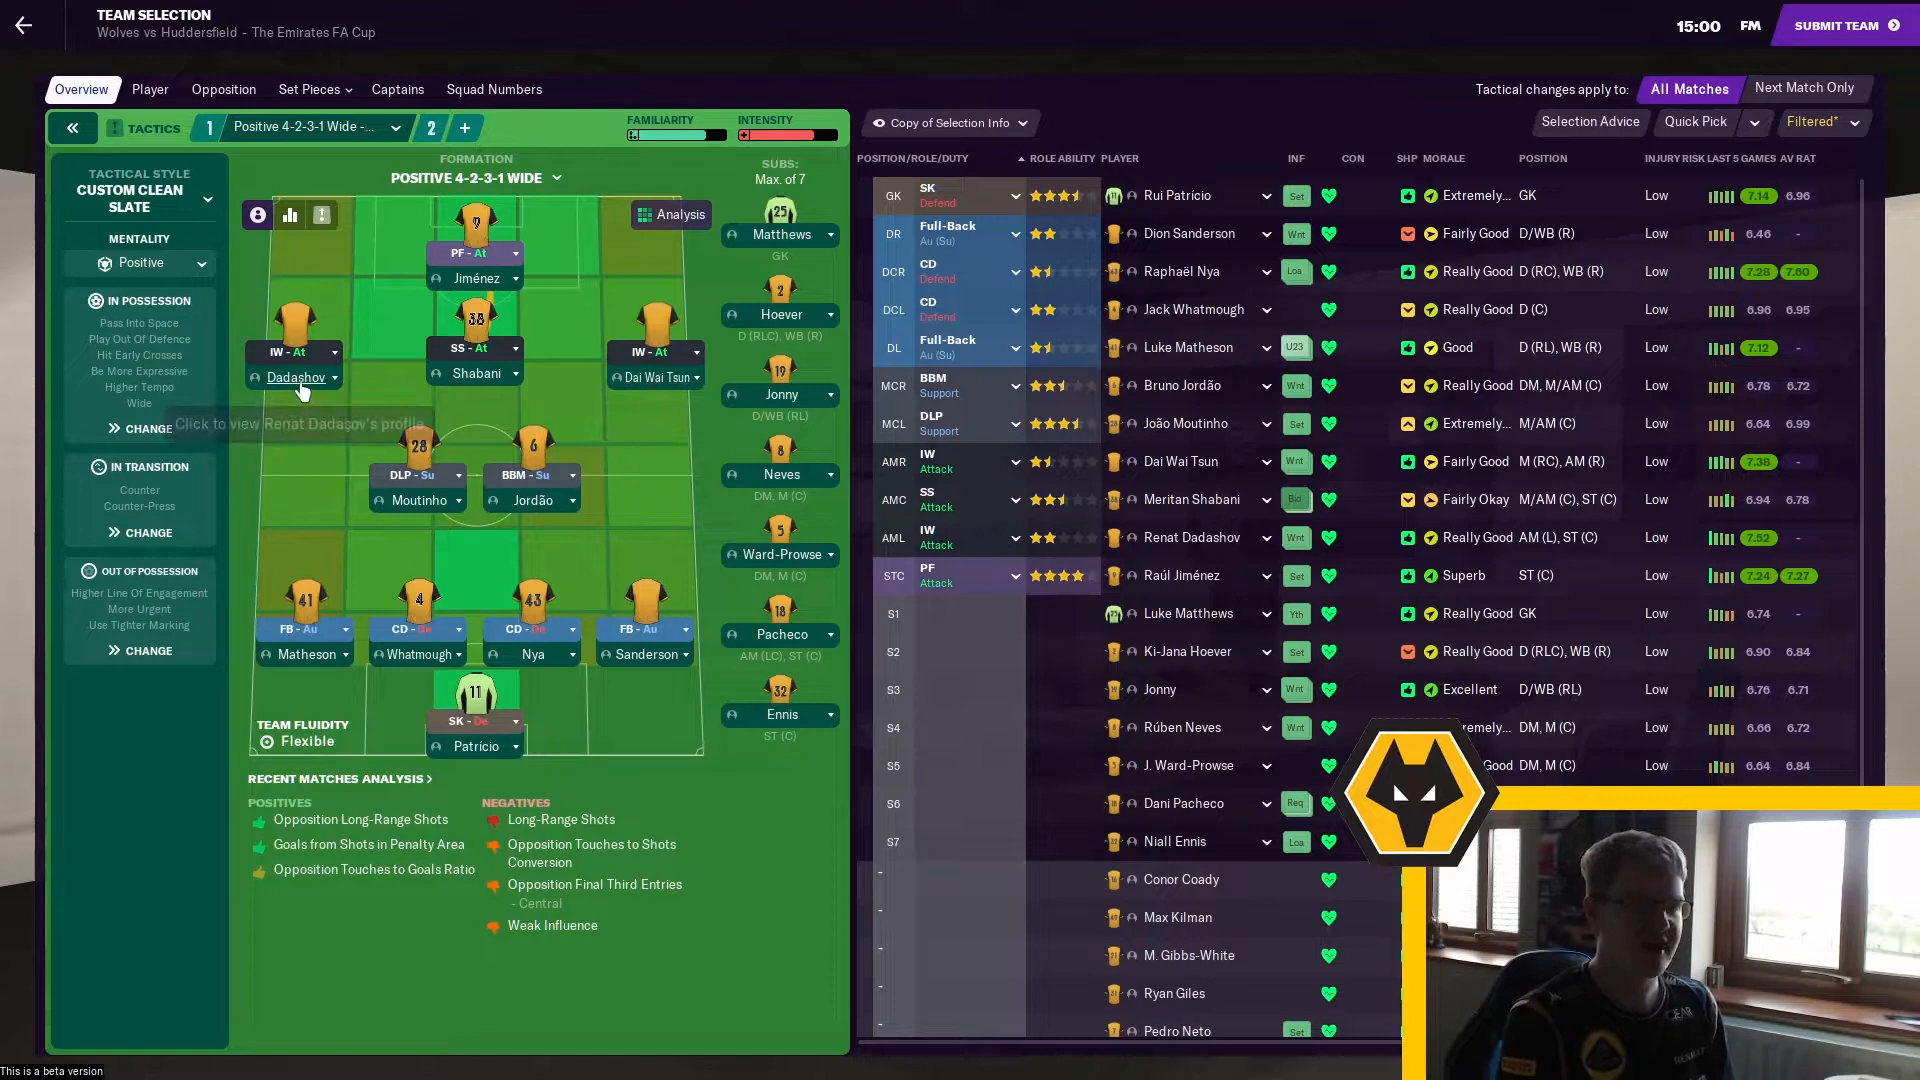 TEAM SELECTION
Wolves vs Huddersfield - The Emirates FA Cup
15:00 FM SUBMIT TEAM
Overview Player Opposition Set Pieces Captains Squad Numbers
Tactical changes apply to: All Matches Next Match Only
TACTICS 1 Positive 4-2-3-1 Wide -... 2 +
FAMILIARITY INTENSITY
Copy of Selection Info Selection Advice Quick Pick Filtered*
TACTICAL STYLE
CUSTOM CLEAN
SLATE
MENTALITY
Positive
IN POSSESSION
Pass Into Space
Play Out Of Defence
Hit Early Crosses
Be More Expressive
Higher Tempo
Wide
CHANGE
IN TRANSITION
Counter
Counter-Press
CHANGE
OUT OF POSSESSION
Higher Line Of Engagement
More Urgent
Use Tighter Marking
CHANGE
FORMATION
POSITIVE 4-2-3-1 WIDE
Analysis
9
PF - At
Jiménez
38
IW - At SS - At IW - At
Dadashov Shabani Dai Wai Tsun
Click to view Renat Dadaşov's profile
28 6
DLP - Su BBM - Su
Moutinho Jordão
41 4 43
FB - Au CD - De CD - De FB - Au
Matheson Whatmough Nya Sanderson
11
SK - De
Patrício
TEAM FLUIDITY
Flexible
RECENT MATCHES ANALYSIS >
POSITIVES
Opposition Long-Range Shots
Goals from Shots in Penalty Area
Opposition Touches to Goals Ratio
NEGATIVES
Long-Range Shots
Opposition Touches to Shots
Conversion
Opposition Final Third Entries
- Central
Weak Influence
SUBS:
Max. of 7
25
Matthews
GK
2
Hoever
D (RLC), WB (R)
19
Jonny
D/WB (RL)
8
Neves
DM, M (C)
5
Ward-Prowse
DM, M (C)
18
Pacheco
AM (LC), ST (C)
32
Ennis
ST (C)
POSITION/ROLE/DUTY ROLE ABILITY PLAYER INF CON SHP MORALE POSITION INJURY RISK LAST 5 GAMES AV RAT
GK SK Defend Rui Patrício Set Extremely... GK Low 7.14 6.96
DR Full-Back Au (Su) Dion Sanderson Wnt Fairly Good D/WB (R) Low 6.46 -
DCR CD Defend Raphaël Nya Loa Really Good D (RC), WB (R) Low 7.28 7.60
DCL CD Defend Jack Whatmough Really Good D (C) Low 6.96 6.95
DL Full-Back Au (Su) Luke Matheson U23 Good D (RL), WB (R) Low 7.12 -
MCR BBM Support Bruno Jordão Wnt Really Good DM, M/AM (C) Low 6.78 6.72
MCL DLP Support João Moutinho Set Extremely... M/AM (C) Low 6.64 6.99
AMR IW Attack Dai Wai Tsun Wnt Fairly Good M (RC), AM (R) Low 7.38 -
AMC SS Attack Meritan Shabani Bid Fairly Okay M/AM (C), ST (C) Low 6.94 6.78
AML IW Attack Renat Dadashov Wnt Really Good AM (L), ST (C) Low 7.52 -
STC PF Attack Raúl Jiménez Set Superb ST (C) Low 7.24 7.27
S1 Luke Matthews Yth Really Good GK Low 6.74 -
S2 Ki-Jana Hoever Set Really Good D (RLC), WB (R) Low 6.90 6.84
S3 Jonny Wnt Excellent D/WB (RL) Low 6.76 6.71
S4 Rúben Neves Wnt remely... DM, M (C) Low 6.66 6.72
S5 J. Ward-Prowse Good DM, M (C) Low 6.64 6.84
S6 Dani Pacheco Req
S7 Niall Ennis Loa
- Conor Coady
- Max Kilman
- M. Gibbs-White
- Ryan Giles
- Pedro Neto Set
This is a beta version